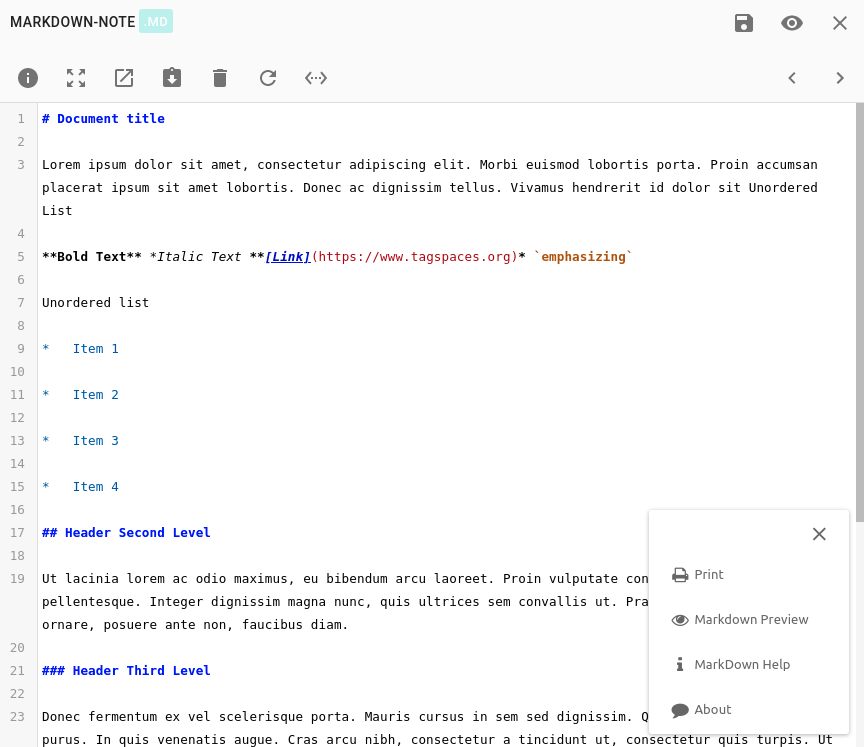 MARKDOWN-NOTE .MD
1 # Document title
2
3 Lorem ipsum dolor sit amet, consectetur adipiscing elit. Morbi euismod lobortis porta. Proin accumsan
placerat ipsum sit amet lobortis. Donec ac dignissim tellus. Vivamus hendrerit id dolor sit Unordered
List
4
5 **Bold Text** *Italic Text **[Link](https://www.tagspaces.org)* `emphasizing`
6
7 Unordered list
8
9 * Item 1
10
11 * Item 2
12
13 * Item 3
14
15 * Item 4
16
17 ## Header Second Level
18
19 Ut lacinia lorem ac odio maximus, eu bibendum arcu laoreet. Proin vulputate con
pellentesque. Integer dignissim magna nunc, quis ultrices sem convallis ut. Pra
ornare, posuere ante non, faucibus diam.
20
21 ### Header Third Level
22
23 Donec fermentum ex vel scelerisque porta. Mauris cursus in sem sed dignissim. Q
purus. In quis venenatis augue. Cras arcu nibh, consectetur a tincidunt ut, consectetur quis turpis. Ut
Print
Markdown Preview
MarkDown Help
About